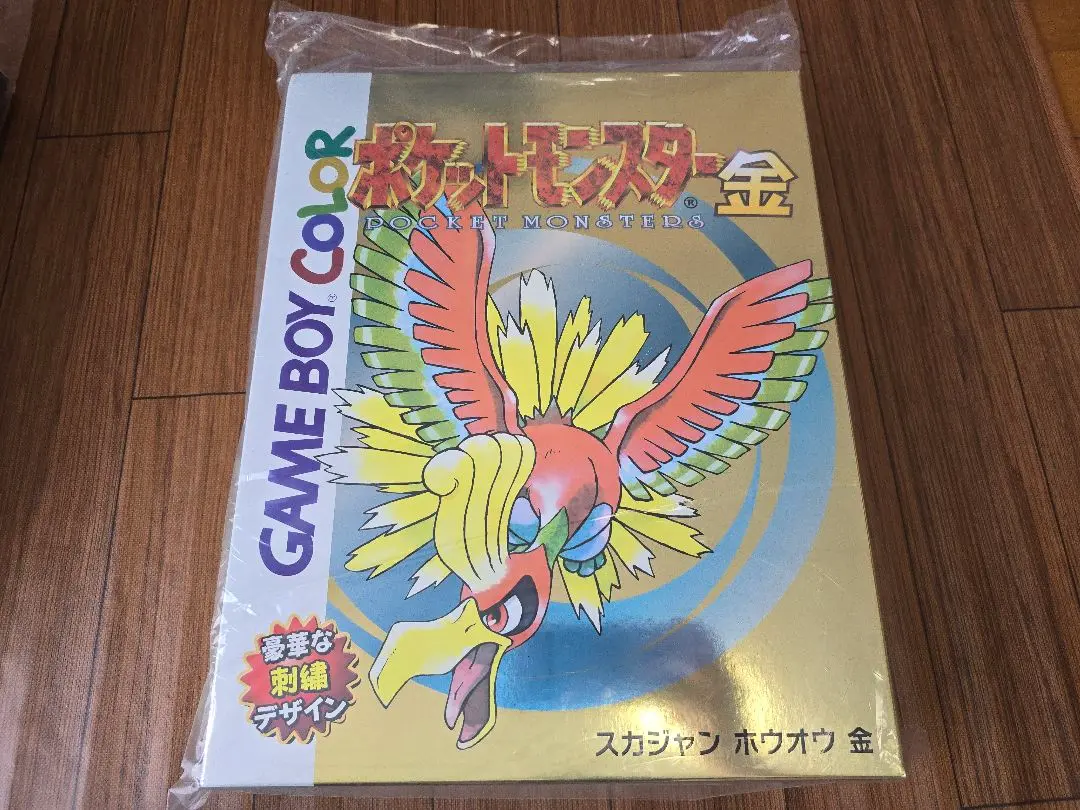 GAME BOY COLOR
ポケットモンスター金
POCKET MONSTERS
豪華な
刺繍
デザイン
スカジャン ホウオウ 金